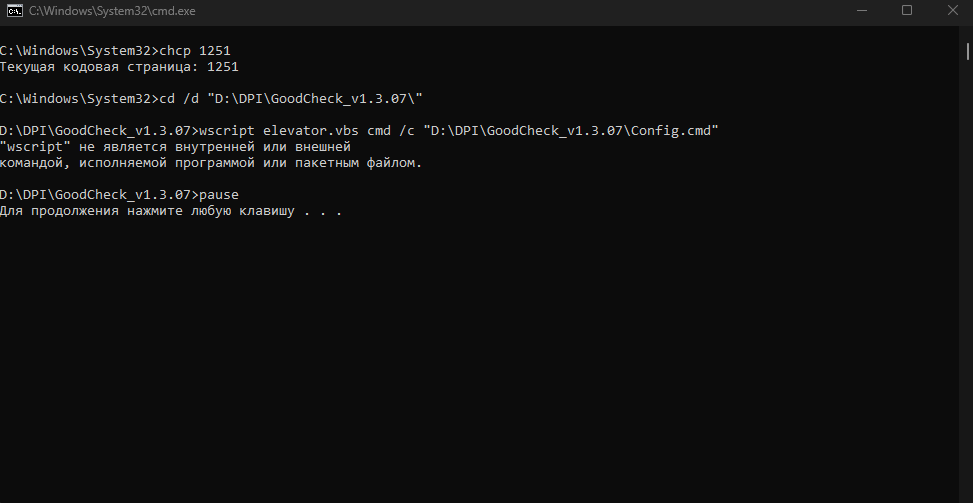 C:\Windows\System32\cmd.exe
C:\Windows\System32>chcp 1251
Текущая кодовая страница: 1251
C:\Windows\System32>cd /d "D:\DPI\GoodCheck_v1.3.07\"
D:\DPI\GoodCheck_v1.3.07>wscript elevator.vbs cmd /c "D:\DPI\GoodCheck_v1.3.07\Config.cmd"
"wscript" не является внутренней или внешней
командой, исполняемой программой или пакетным файлом.
D:\DPI\GoodCheck_v1.3.07>pause
Для продолжения нажмите любую клавишу . . .